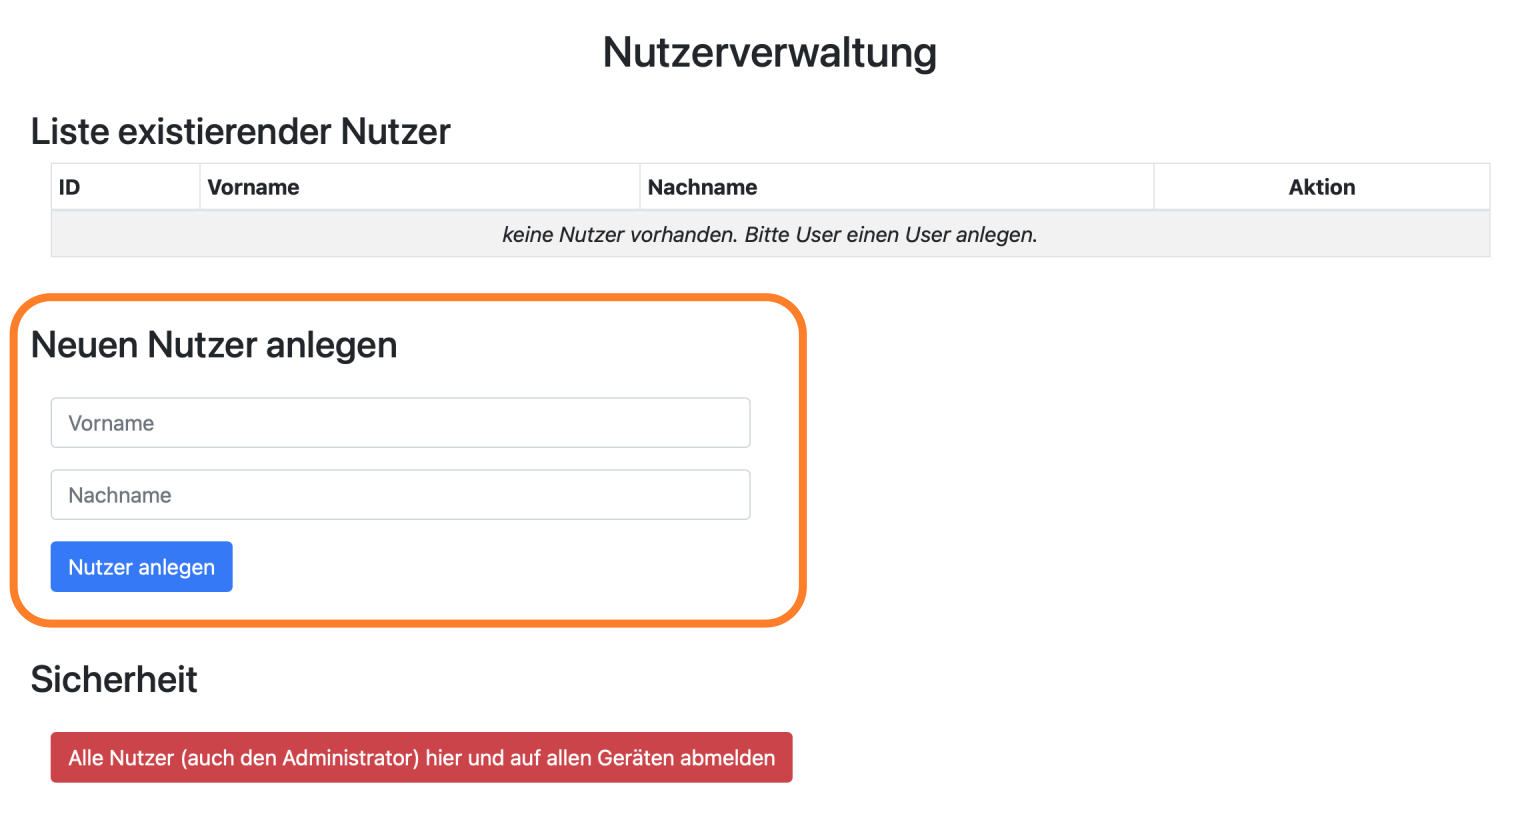 Nutzerverwaltung
Liste existierender Nutzer
ID Vorname Nachname Aktion
keine Nutzer vorhanden. Bitte User einen User anlegen.
Neuen Nutzer anlegen
Vorname
Nachname
Nutzer anlegen
Sicherheit
Alle Nutzer (auch den Administrator) hier und auf allen Geräten abmelden